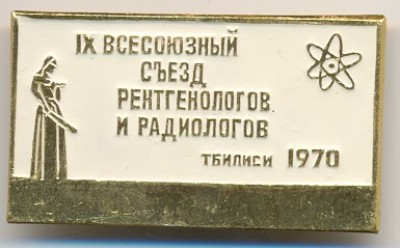 IX ВСЕСОЮЗНЫЙ
СЪЕЗД
РЕНТГЕНОЛОГОВ
И РАДИОЛОГОВ
ТБИЛИСИ 1970